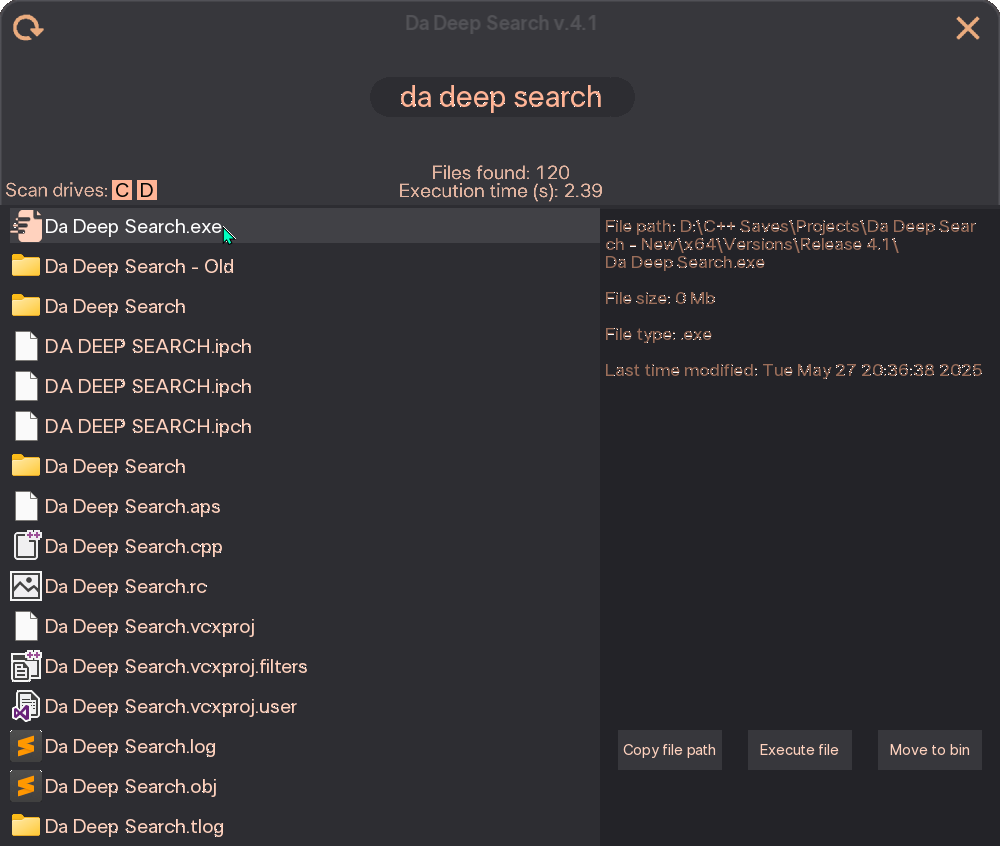 Da Deep Search v.4.1
da deep search
Files found: 120
Execution time (s): 2.39
Scan drives: C D
Da Deep Search.exe
Da Deep Search - Old
Da Deep Search
DA DEEP SEARCH.ipch
DA DEEP SEARCH.ipch
DA DEEP SEARCH.ipch
Da Deep Search
Da Deep Search.aps
Da Deep Search.cpp
Da Deep Search.rc
Da Deep Search.vcxproj
Da Deep Search.vcxproj.filters
Da Deep Search.vcxproj.user
Da Deep Search.log
Da Deep Search.obj
Da Deep Search.tlog
File path: D:\C++ Saves\Projects\Da Deep Sear
ch - New\x64\Versions\Release 4.1\
Da Deep Search.exe
File size: 0 Mb
File type: .exe
Last time modified: Tue May 27 20:36:38 2025
Copy file path
Execute file
Move to bin